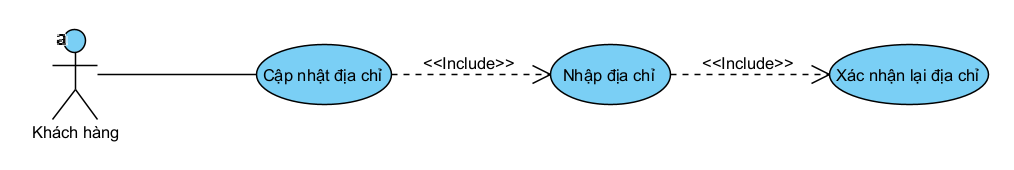 a
Khách hàng
Cập nhật địa chỉ
<<Include>>
Nhập địa chỉ
<<Include>>
Xác nhận lại địa chỉ